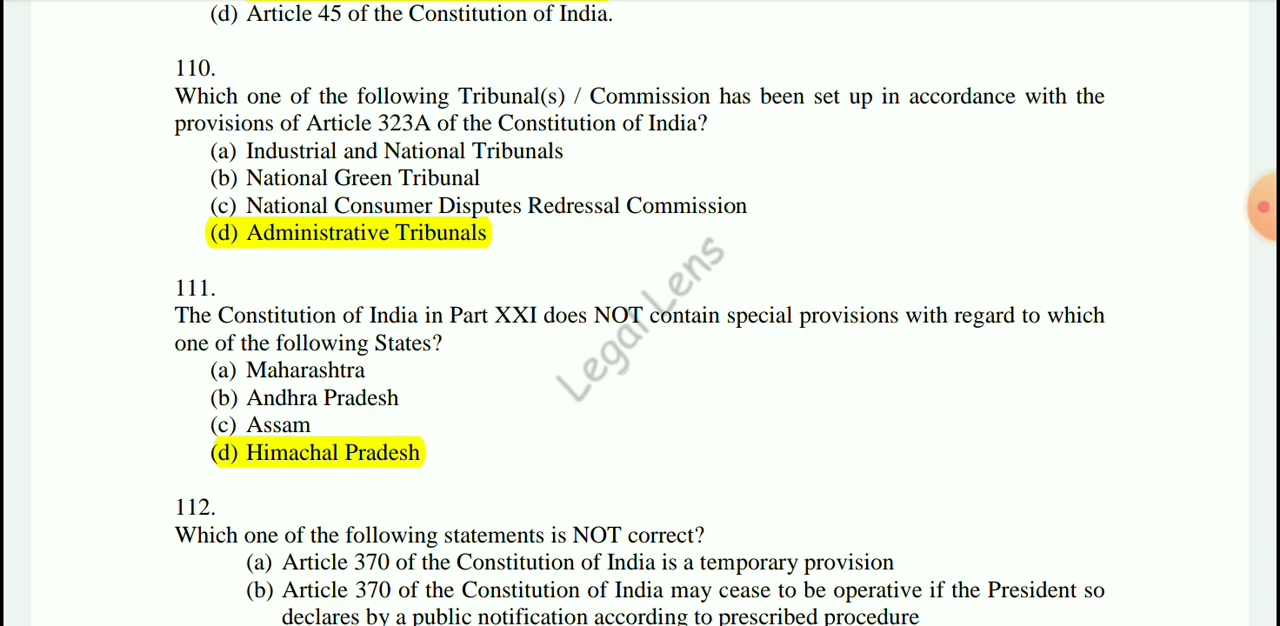 (d) Article 45 of the Constitution of India.
110.
Which one of the following Tribunal(s) / Commission has been set up in accordance with the
provisions of Article 323A of the Constitution of India?
(a) Industrial and National Tribunals
(b) National Green Tribunal
(c) National Consumer Disputes Redressal Commission
(d) Administrative Tribunals
111.
The Constitution of India in Part XXI does NOT contain special provisions with regard to which
one of the following States?
(a) Maharashtra
(b) Andhra Pradesh
(c) Assam
(d) Himachal Pradesh
Legal Lens
112.
Which one of the following statements is NOT correct?
(a) Article 370 of the Constitution of India is a temporary provision
(b) Article 370 of the Constitution of India may cease to be operative if the President so
declares by a public notification according to prescribed procedure